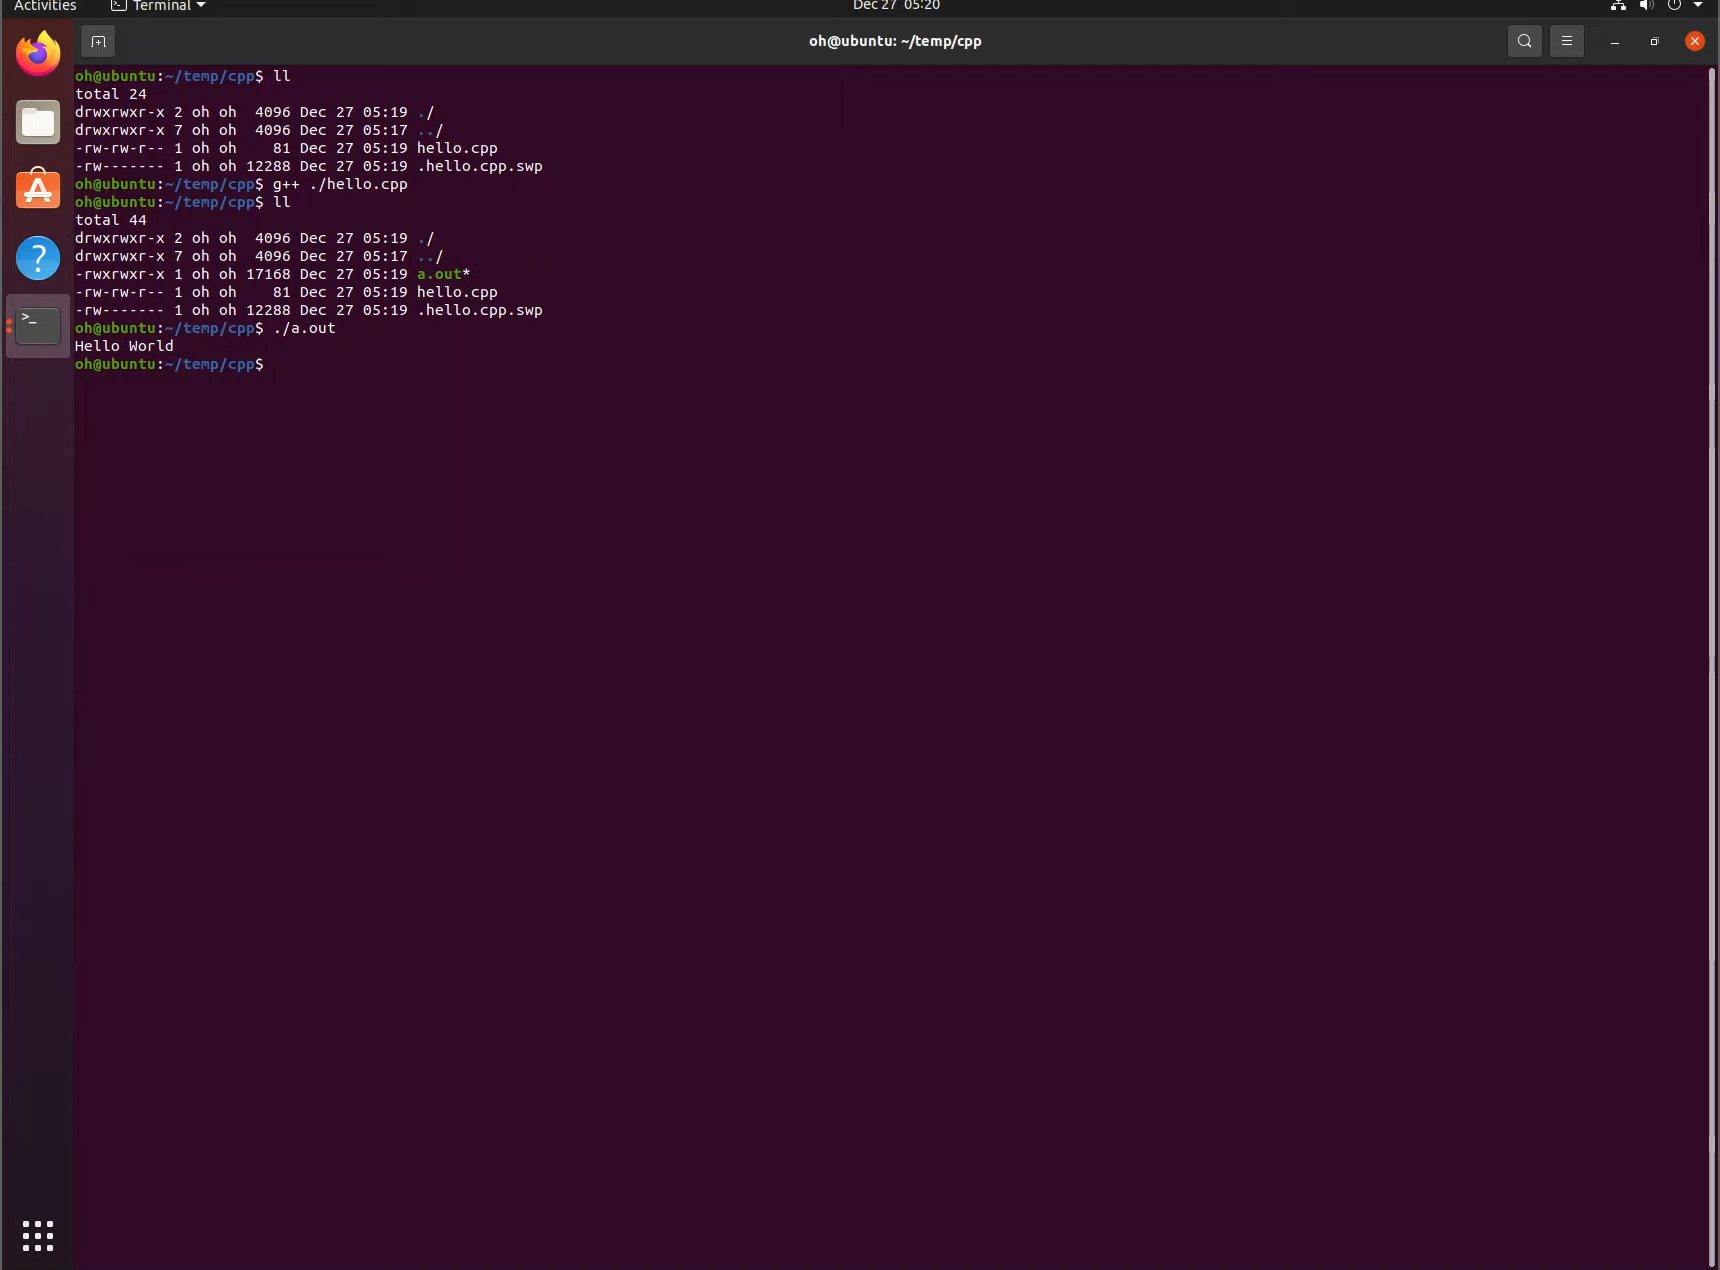 Activities Terminal Dec 27 05:20
oh@ubuntu: ~/temp/cpp
oh@ubuntu:~/temp/cpp$ ll
total 24
drwxrwxr-x 2 oh oh  4096 Dec 27 05:19 ./
drwxrwxr-x 7 oh oh  4096 Dec 27 05:17 ../
-rw-rw-r-- 1 oh oh    81 Dec 27 05:19 hello.cpp
-rw------- 1 oh oh 12288 Dec 27 05:19 .hello.cpp.swp
oh@ubuntu:~/temp/cpp$ g++ ./hello.cpp
oh@ubuntu:~/temp/cpp$ ll
total 44
drwxrwxr-x 2 oh oh  4096 Dec 27 05:19 ./
drwxrwxr-x 7 oh oh  4096 Dec 27 05:17 ../
-rwxrwxr-x 1 oh oh 17168 Dec 27 05:19 a.out*
-rw-rw-r-- 1 oh oh    81 Dec 27 05:19 hello.cpp
-rw------- 1 oh oh 12288 Dec 27 05:19 .hello.cpp.swp
oh@ubuntu:~/temp/cpp$ ./a.out
Hello World
oh@ubuntu:~/temp/cpp$